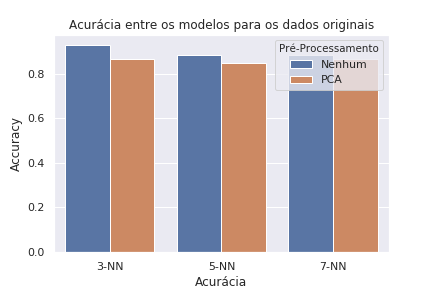 Acurácia entre os modelos para os dados originais
Pré-Processamento
Nenhum
PCA
Accuracy
0.8
0.6
0.4
0.2
0.0
3-NN
5-NN
7-NN
Acurácia